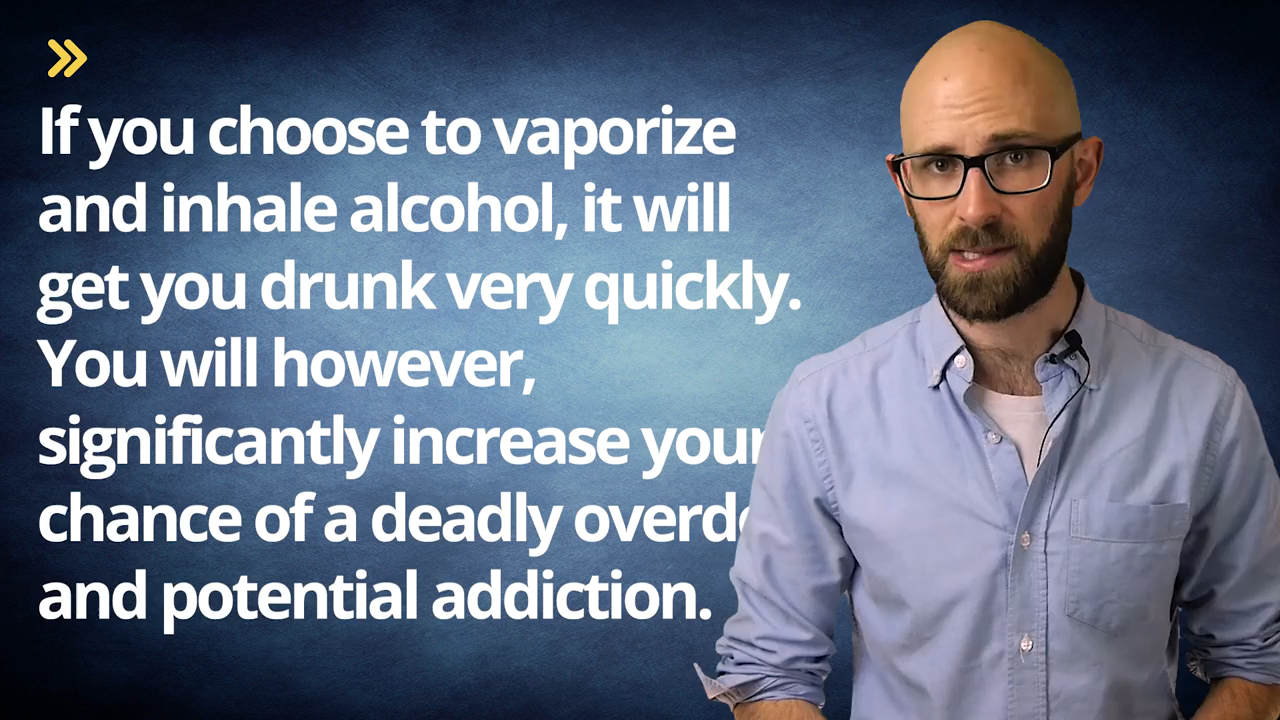 If you choose to vaporize
and inhale alcohol, it will
get you drunk very quickly.
You will however,
significantly increase your
chance of a deadly
and potential addiction.